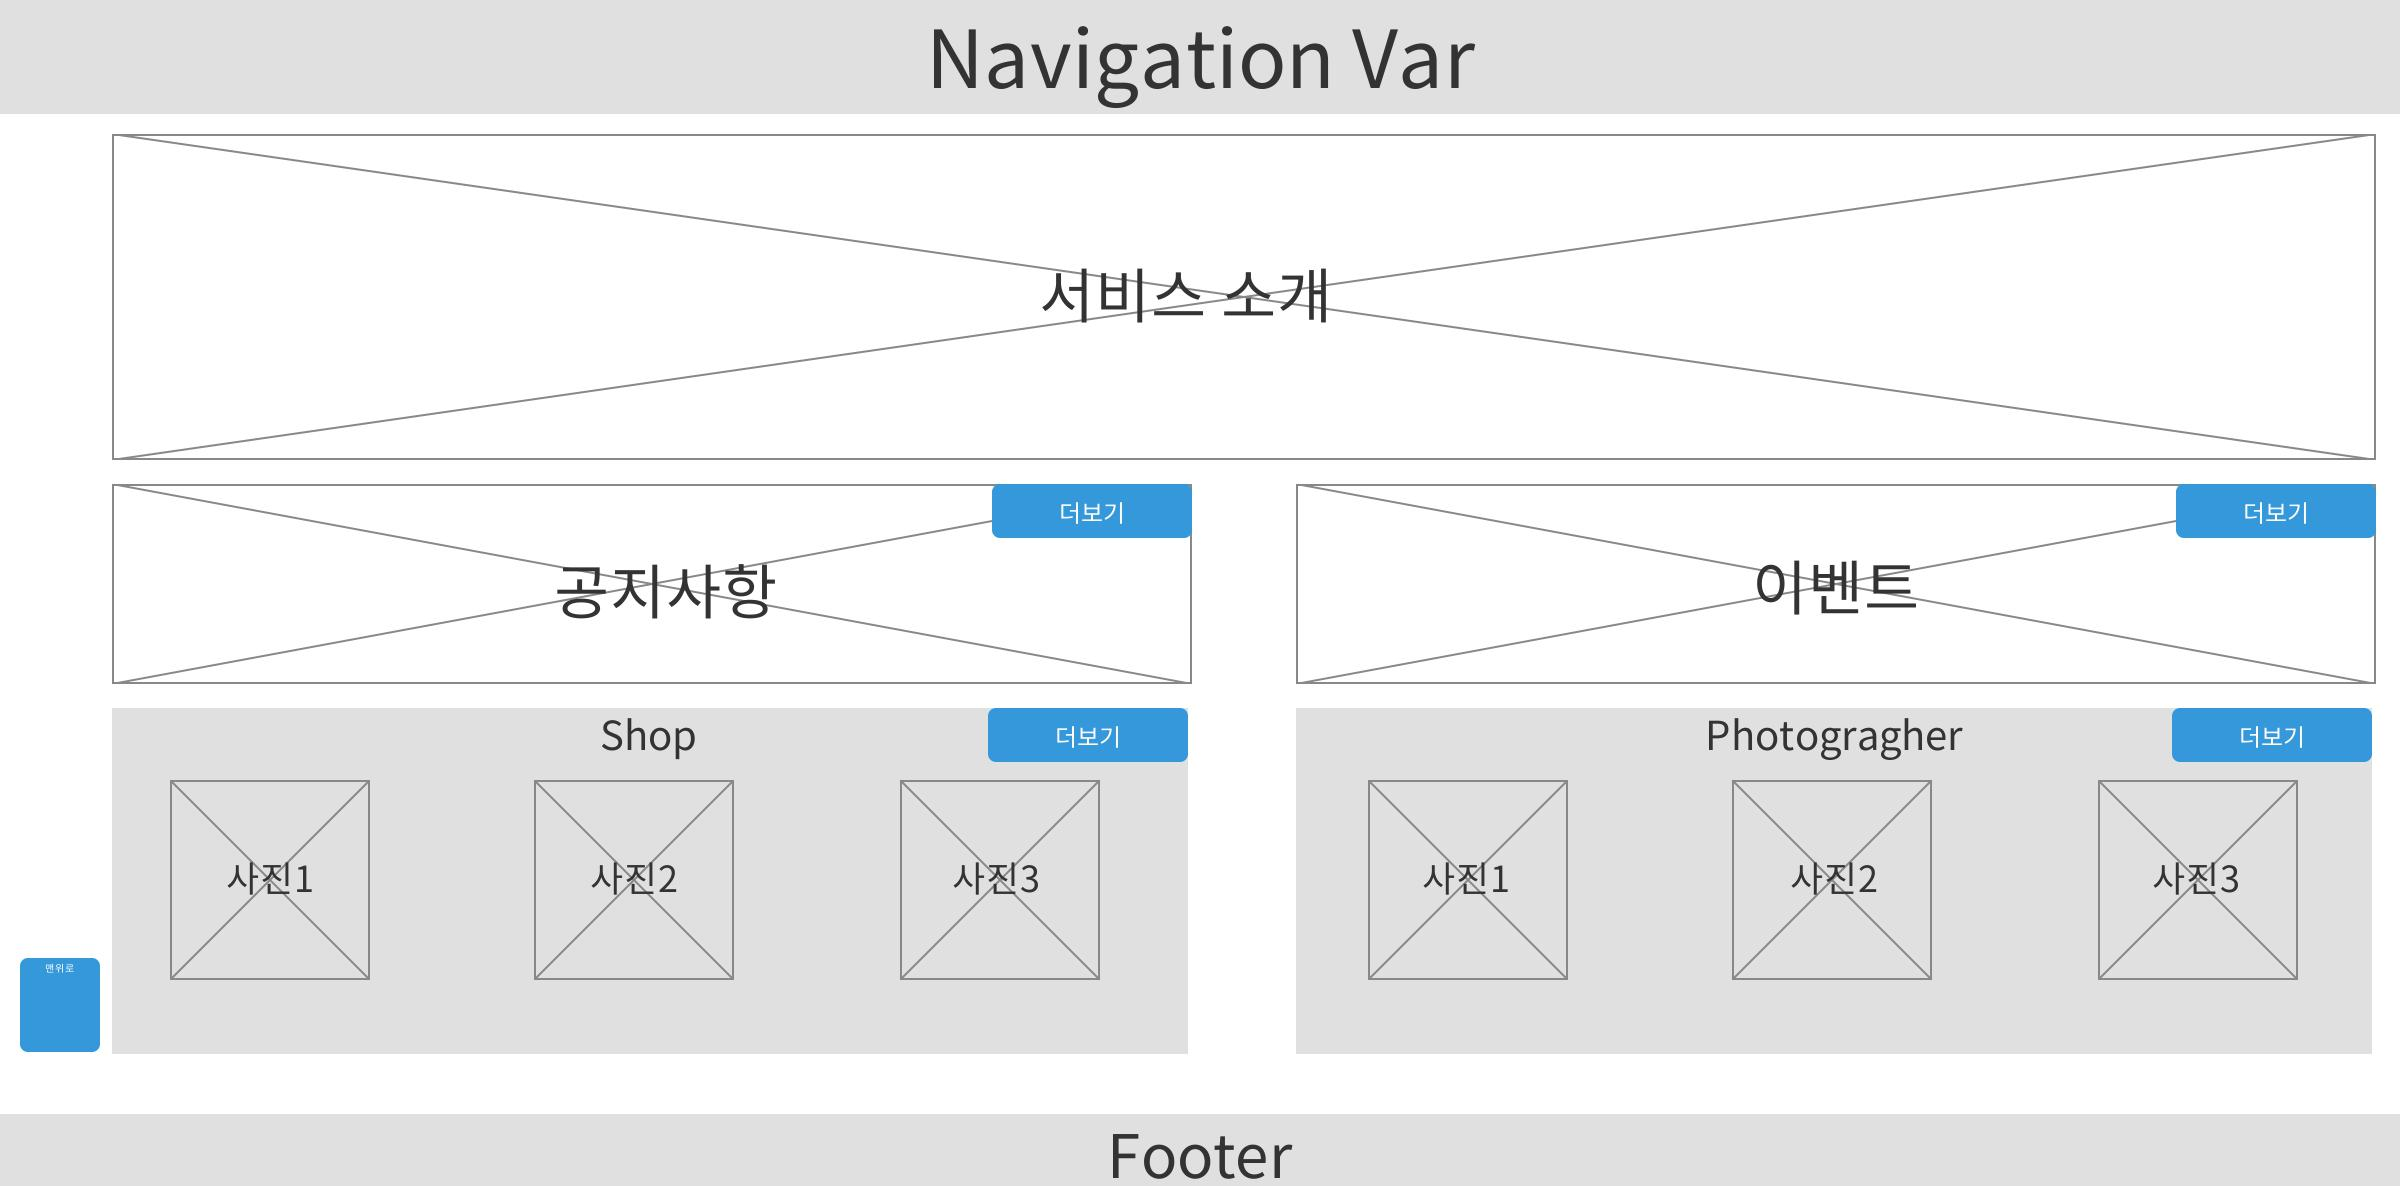 Navigation Var
서비스 소개
더보기
공지사항
더보기
이벤트
Shop
더보기
사진1
사진2
사진3
Photogragher
더보기
사진1
사진2
사진3
맨위로
Footer